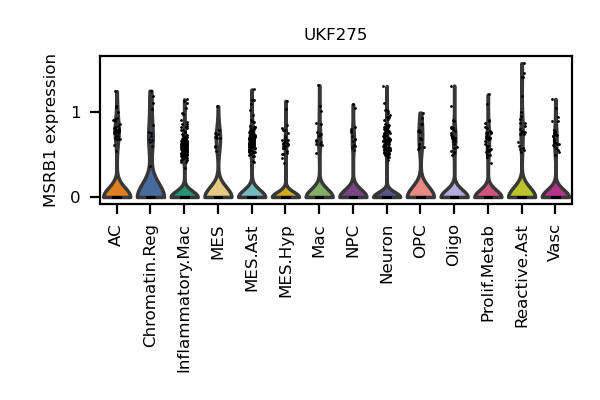 UKF275
MSRB1 expression
1
0
AC
Chromatin.Reg
Inflammatory.Mac
MES
MES.Ast
MES.Hyp
Mac
NPC
Neuron
OPC
Oligo
Prolif.Metab
Reactive.Ast
Vasc